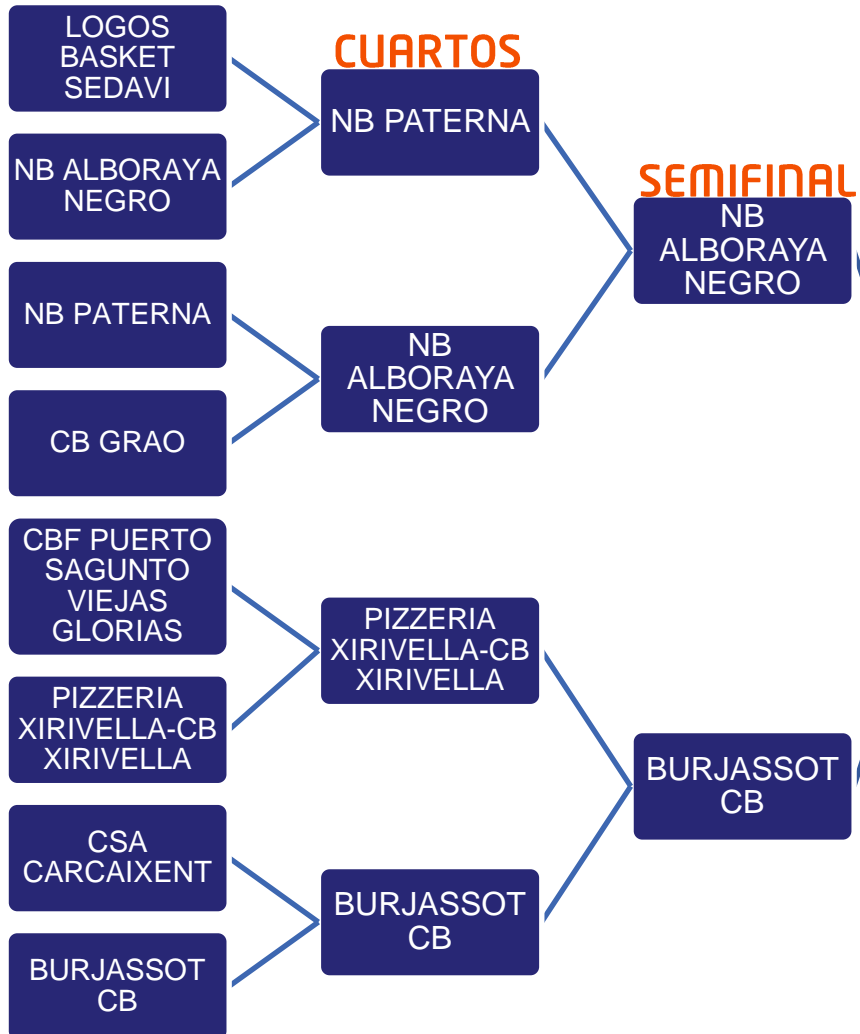 LOGOS
BASKET
SEDAVI
NB ALBORAYA
NEGRO
NB PATERNA
CB GRAO
CBF PUERTO
SAGUNTO
VIEJAS
GLORIAS
PIZZERIA
XIRIVELLA-CB
XIRIVELLA
CSA
CARCAIXENT
BURJASSOT
CB
CUARTOS
NB PATERNA
NB
ALBORAYA
NEGRO
PIZZERIA
XIRIVELLA-CB
XIRIVELLA
BURJASSOT
CB
SEMIFINAL
NB
ALBORAYA
NEGRO
BURJASSOT
CB